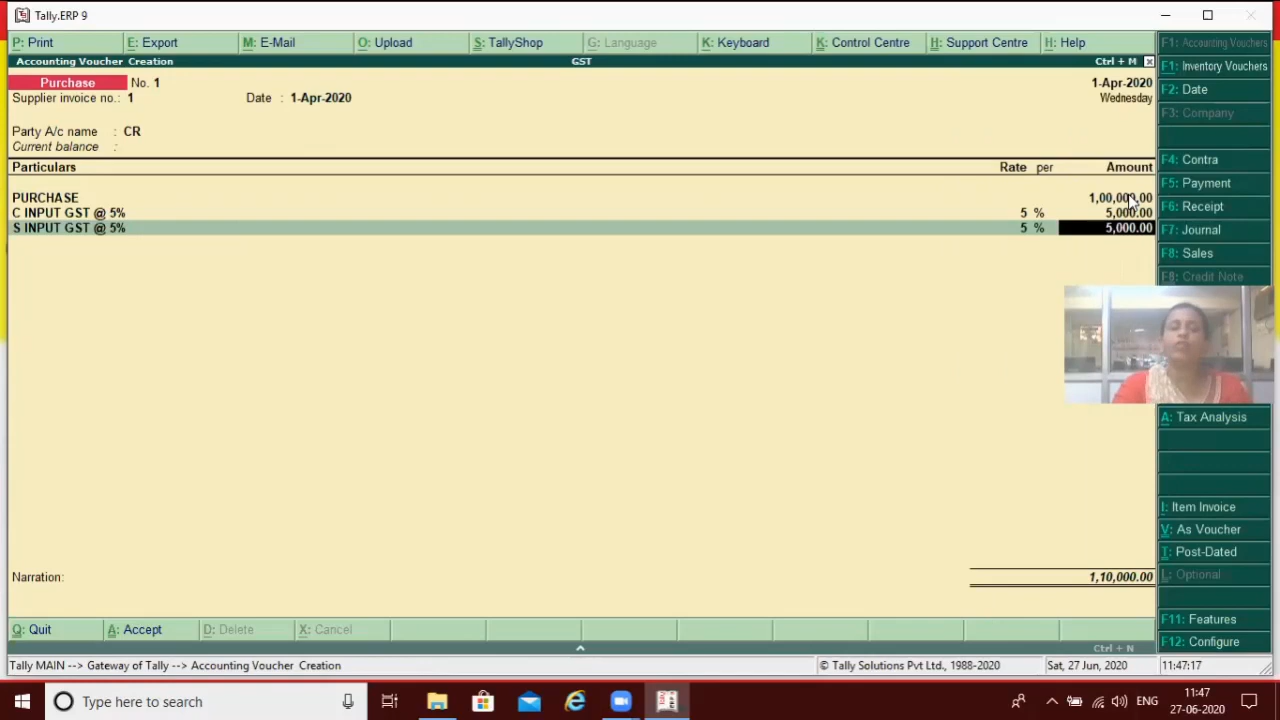 Tally.ERP 9
P: Print E: Export M: E-Mail O: Upload S: TallyShop G: Language K: Keyboard K: Control Centre H: Support Centre H: Help
F1: Accounting Vouchers
Accounting Voucher Creation GST Ctrl + M
F1: Inventory Vouchers
Purchase No. 1 1-Apr-2020
F2: Date
Supplier invoice no.: 1 Date : 1-Apr-2020 Wednesday
F3: Company
Party A/c name : CR
Current balance :
F4: Contra
Particulars Rate per Amount
F5: Payment
PURCHASE 1,00,000.00
F6: Receipt
C INPUT GST @ 5% 5 % 5,000.00
S INPUT GST @ 5% 5 % 5,000.00
F7: Journal
F8: Sales
F8: Credit Note
A: Tax Analysis
I: Item Invoice
V: As Voucher
T: Post-Dated
L: Optional
Narration: 1,10,000.00
F11: Features
Q: Quit A: Accept D: Delete X: Cancel
F12: Configure
Ctrl + N
Tally MAIN --> Gateway of Tally --> Accounting Voucher Creation © Tally Solutions Pvt Ltd., 1988-2020 Sat, 27 Jun, 2020 11:47:17
Type here to search ENG 11:47
27-06-2020